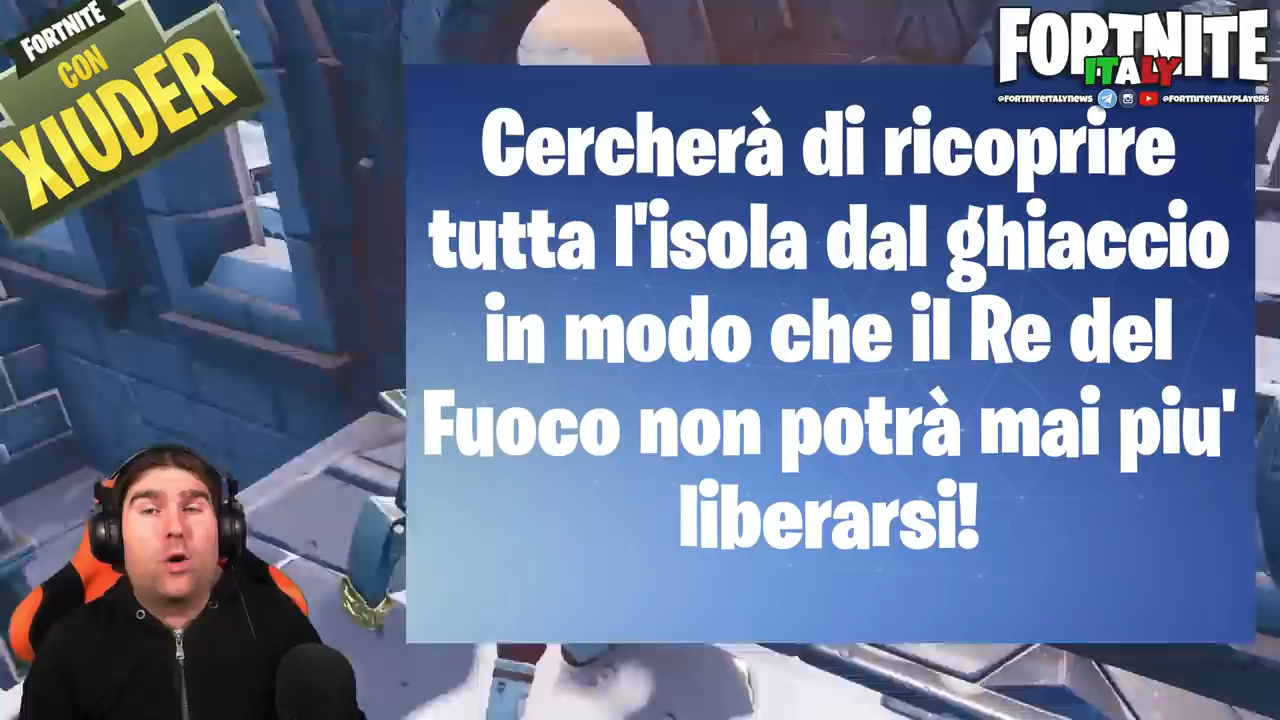 FORTNITE
CON
XIUDER
FORTNITE
ITALY
@FORTNITEITALYNEWS @FORTNITEITALYPLAYERS
Cercherà di ricoprire
tutta l'isola dal ghiaccio
in modo che il Re del
Fuoco non potrà mai piu'
liberarsi!